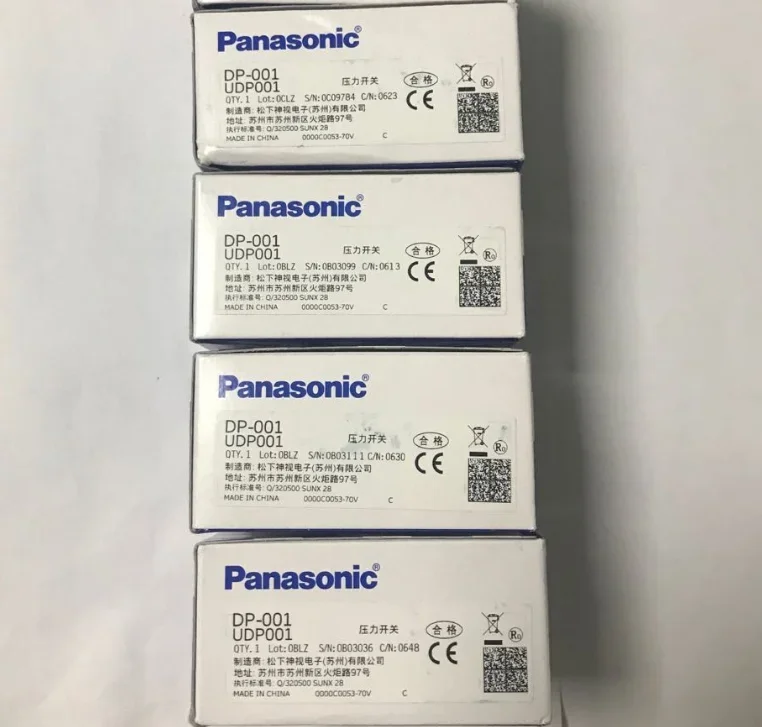 Panasonic®
DP-001
UDP001 压力开关 合格 Ro
QTY.1 Lot:0CLZ S/N:0C09784 C/N:0623 CE
制造商: 松下神视电子(苏州)有限公司
地址: 苏州市苏州新区火炬路97号
执行标准号: Q/320500 SUNX 28
MADE IN CHINA 0000C0053-70V C
Panasonic®
DP-001
UDP001 压力开关 合格 Ro
QTY.1 Lot:0BLZ S/N:0B03099 C/N:0613 CE
制造商: 松下神视电子(苏州)有限公司
地址: 苏州市苏州新区火炬路97号
执行标准号: Q/320500 SUNX 28
MADE IN CHINA 0000C0053-70V C
Panasonic®
DP-001
UDP001 压力开关 合格 Ro
QTY.1 Lot:0BLZ S/N:0B03111 C/N:0630 CE
制造商: 松下神视电子(苏州)有限公司
地址: 苏州市苏州新区火炬路97号
执行标准号: Q/320500 SUNX 28
MADE IN CHINA 0000C0053-70V C
Panasonic®
DP-001
UDP001 压力开关 合格 Ro
QTY.1 Lot:0BLZ S/N:0B03036 C/N:0648 CE
制造商: 松下神视电子(苏州)有限公司
地址: 苏州市苏州新区火炬路97号
执行标准号: Q/320500 SUNX 28
MADE IN CHINA 0000C0053-70V C